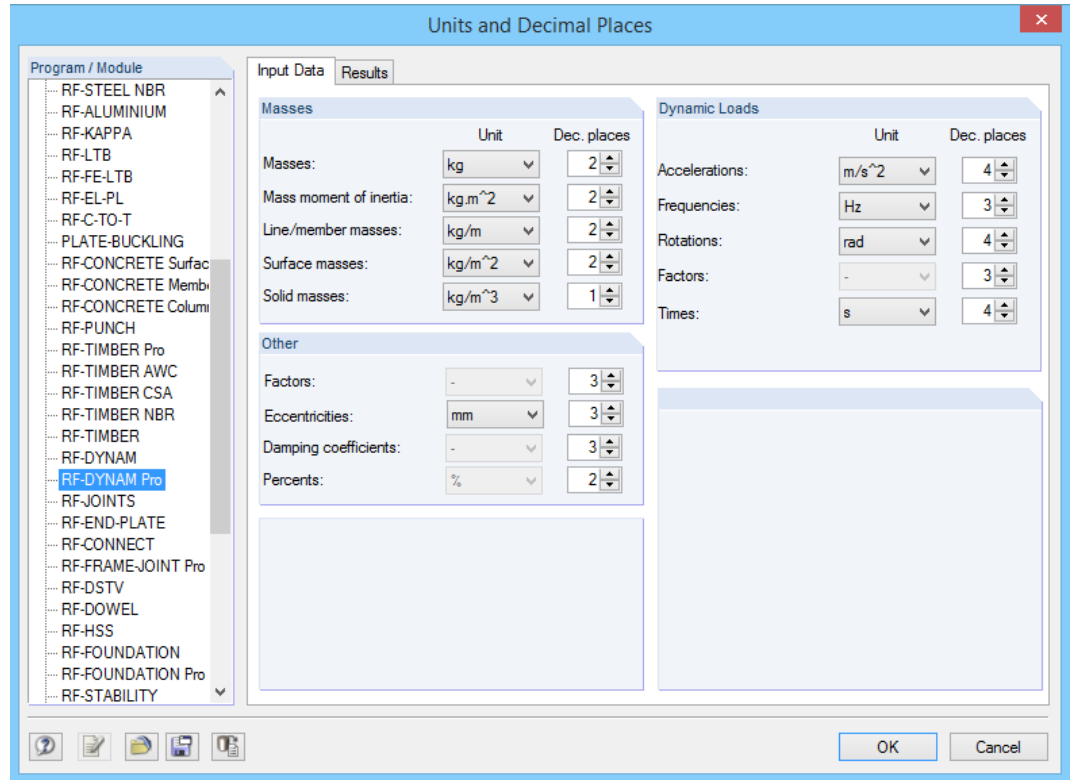 Units and Decimal Places
Program / Module
RF-STEEL NBR
RF-ALUMINIUM
RF-KAPPA
RF-LTB
RF-FE-LTB
RF-EL-PL
RF-C-TO-T
PLATE-BUCKLING
RF-CONCRETE Surfac
RF-CONCRETE Memb
RF-CONCRETE Colum
RF-PUNCH
RF-TIMBER Pro
RF-TIMBER AWC
RF-TIMBER CSA
RF-TIMBER NBR
RF-TIMBER
RF-DYNAM
RF-DYNAM Pro
RF-JOINTS
RF-END-PLATE
RF-CONNECT
RF-FRAME-JOINT Pro
RF-DSTV
RF-DOWEL
RF-HSS
RF-FOUNDATION
RF-FOUNDATION Pro
RF-STABILITY
Input Data Results
Masses
Unit Dec. places
Masses: kg 2
Mass moment of inertia: kg.m^2 2
Line/member masses: kg/m 2
Surface masses: kg/m^2 2
Solid masses: kg/m^3 1
Other
Factors: - 3
Eccentricities: mm 3
Damping coefficients: - 3
Percents: % 2
Dynamic Loads
Unit Dec. places
Accelerations: m/s^2 4
Frequencies: Hz 3
Rotations: rad 4
Factors: - 3
Times: s 4
OK Cancel